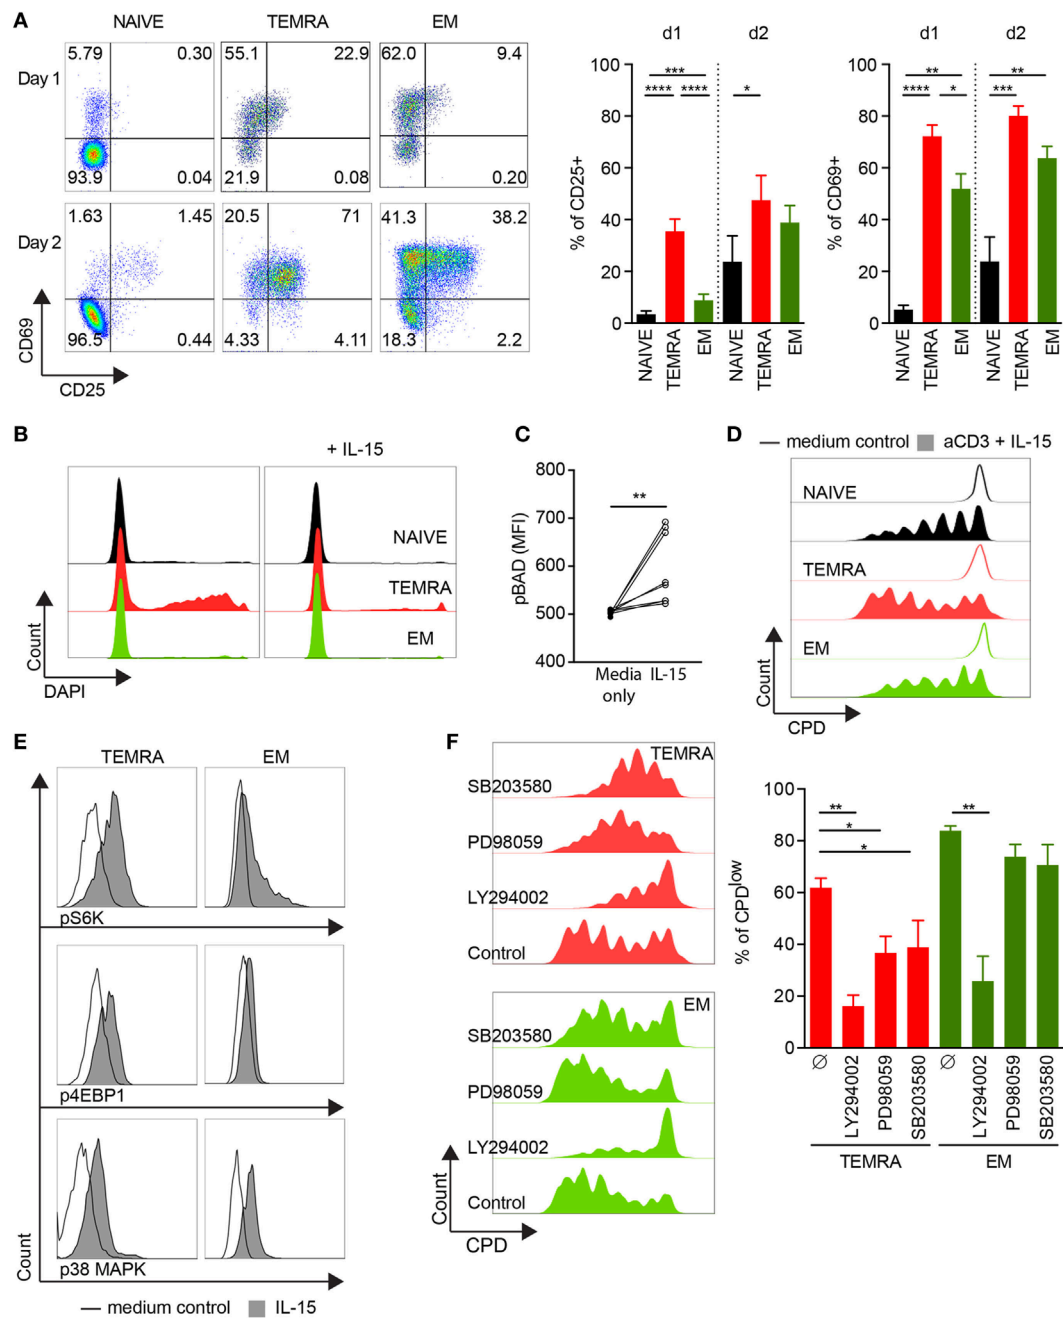 A
NAIVE TEMRA EM
Day 1
5.79 0.30
93.9 0.04
55.1 22.9
21.9 0.08
62.0 9.4
0.20
Day 2
1.63 1.45
96.5 0.44
20.5 71
4.33 4.11
41.3 38.2
18.3 2.2
CD69
CD25
d1 d2
% of CD25+
100
80
60
40
20
0
*** **** **** *
NAIVE TEMRA EM NAIVE TEMRA EM
d1 d2
% of CD69+
100
80
60
40
20
0
** **** * ** ***
NAIVE TEMRA EM NAIVE TEMRA EM
B
+ IL-15
NAIVE
TEMRA
EM
Count
DAPI
C
pBAD (MFI)
800
700
600
500
400
**
Media only
IL-15
D
medium control aCD3 + IL-15
NAIVE
TEMRA
EM
Count
CPD
E
TEMRA EM
pS6K
p4EBP1
p38 MAPK
Count
medium control IL-15
F
TEMRA
SB203580
PD98059
LY294002
Control
EM
SB203580
PD98059
LY294002
Control
Count
CPD
% of CPDlow
100
80
60
40
20
0
**
*
*
**
∅ LY294002 PD98059 SB203580 ∅ LY294002 PD98059 SB203580
TEMRA EM